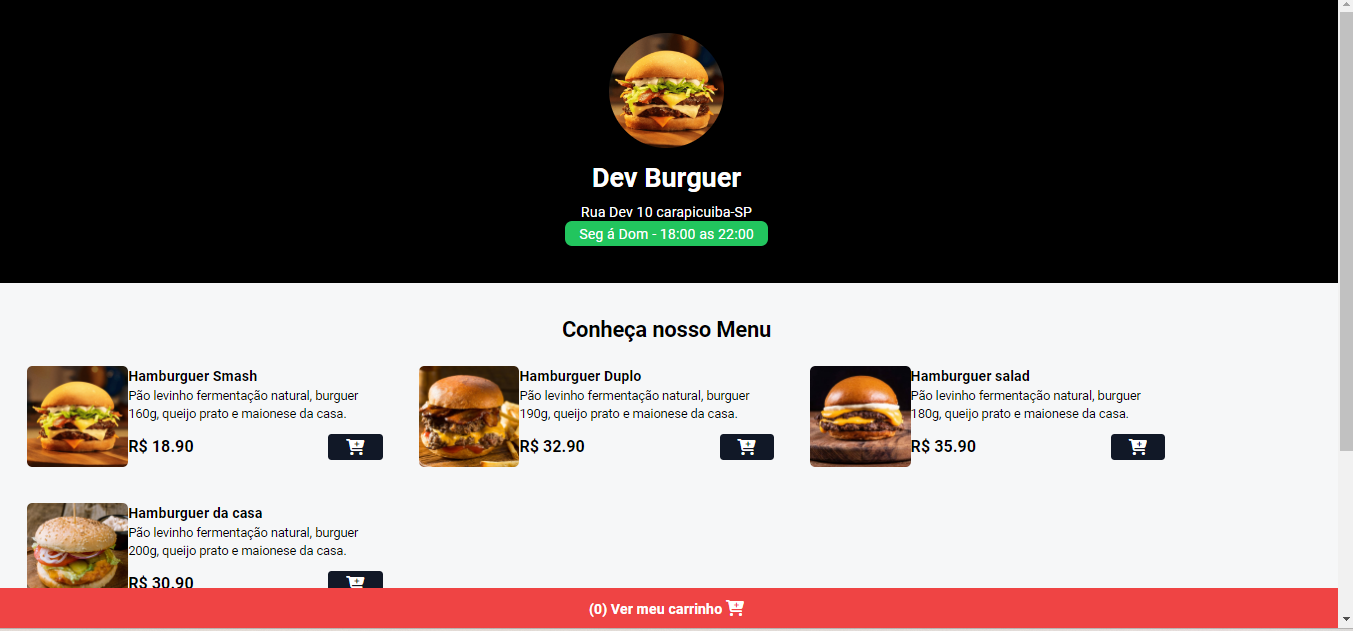 Dev Burguer
Rua Dev 10 carapicuiba-SP
Seg á Dom - 18:00 as 22:00
Conheça nosso Menu
Hamburguer Smash
Pão levinho fermentação natural, burguer
160g, queijo prato e maionese da casa.
R$ 18.90
Hamburguer Duplo
Pão levinho fermentação natural, burguer
190g, queijo prato e maionese da casa.
R$ 32.90
Hamburguer salad
Pão levinho fermentação natural, burguer
180g, queijo prato e maionese da casa.
R$ 35.90
Hamburguer da casa
Pão levinho fermentação natural, burguer
200g, queijo prato e maionese da casa.
R$ 30.90
(0) Ver meu carrinho